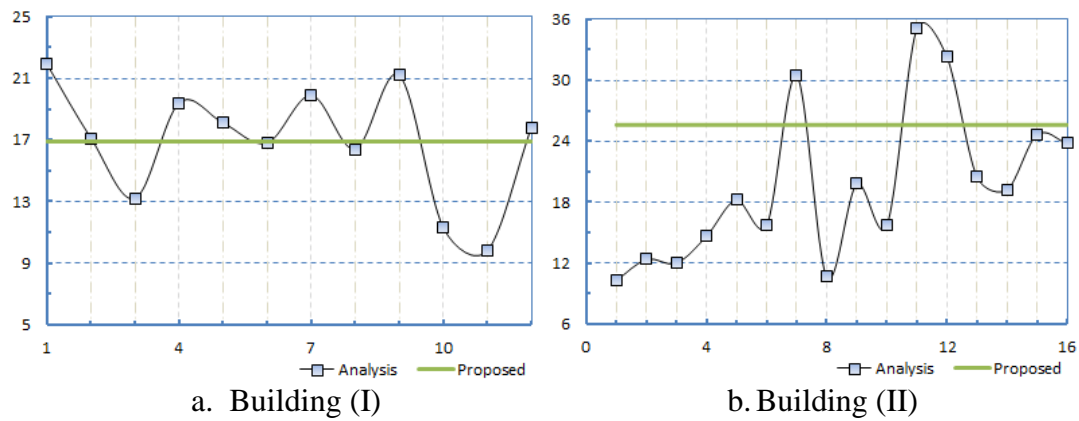 25
21
17
13
9
5
1 4 7 10
Analysis Proposed
a. Building (I)
36
30
24
18
12
6
0 4 8 12 16
Analysis Proposed
b. Building (II)